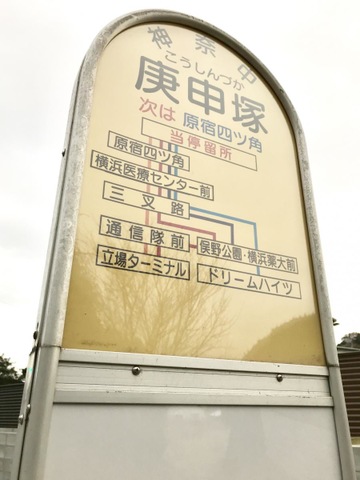 神奈中
こうしんづか
庚申塚
次は 原宿四ツ角
当停留所
原宿四ツ角
横浜医療センター前
三叉路
通信隊前
俣野公園・横浜薬大前
立場ターミナル
ドリームハイツ